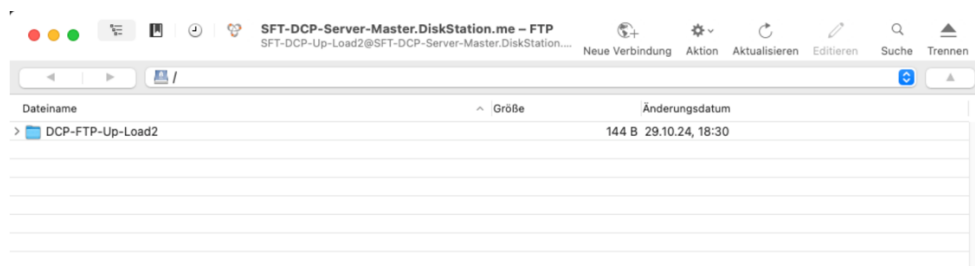 SFT-DCP-Server-Master.DiskStation.me – FTP
SFT-DCP-Up-Load2@SFT-DCP-Server-Master.DiskStation....
Neue Verbindung Aktion Aktualisieren Editieren Suche Trennen
/
Dateiname Größe Änderungsdatum
DCP-FTP-Up-Load2 144 B 29.10.24, 18:30